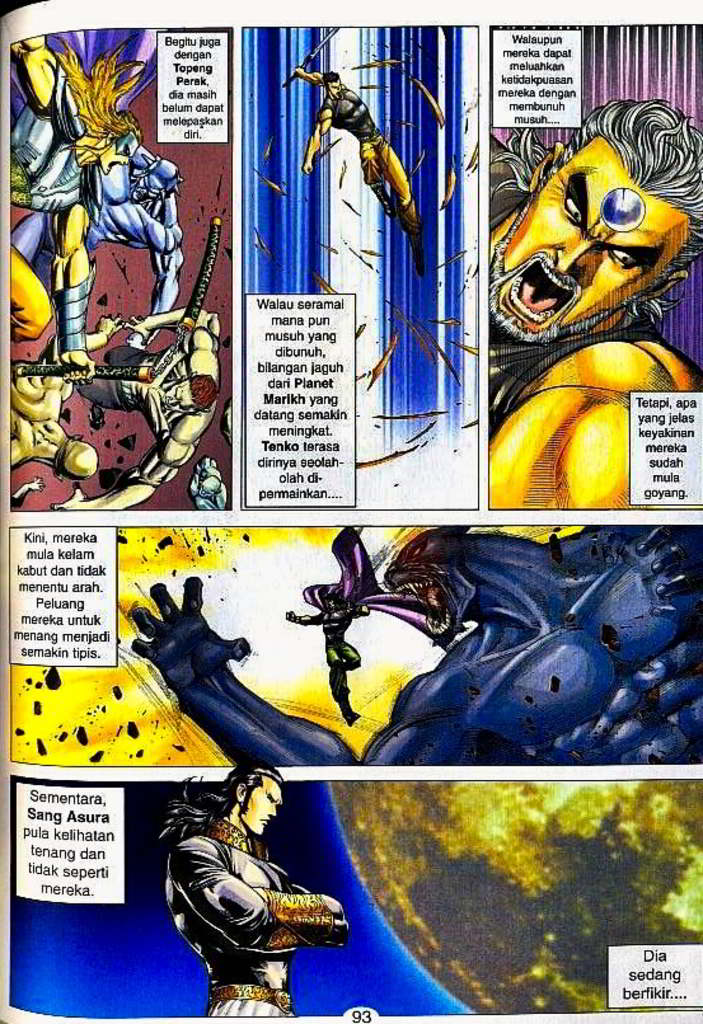 Begitu juga
dengan
Topeng
Perak,
dia masih
belum dapat
melepaskan
diri.
Walau seramai
mana pun
musuh yang
dibunuh,
bilangan jaguh
dari Planet
Marikh yang
datang semakin
meningkat.
Tenko terasa
dirinya seolah-
olah di-
permainkan....
Walaupun
mereka dapat
meluahkan
ketidakpuasan
mereka dengan
membunuh
musuh....
Tetapi, apa
yang jelas
keyakinan
mereka
sudah
mula
goyang.
Kini, mereka
mula kelam
kabut dan tidak
menentu arah.
Peluang
mereka untuk
menang menjadi
semakin tipis.
Sementara,
Sang Asura
pula kelihatan
tenang dan
tidak seperti
mereka.
Dia
sedang
berfikir....
93